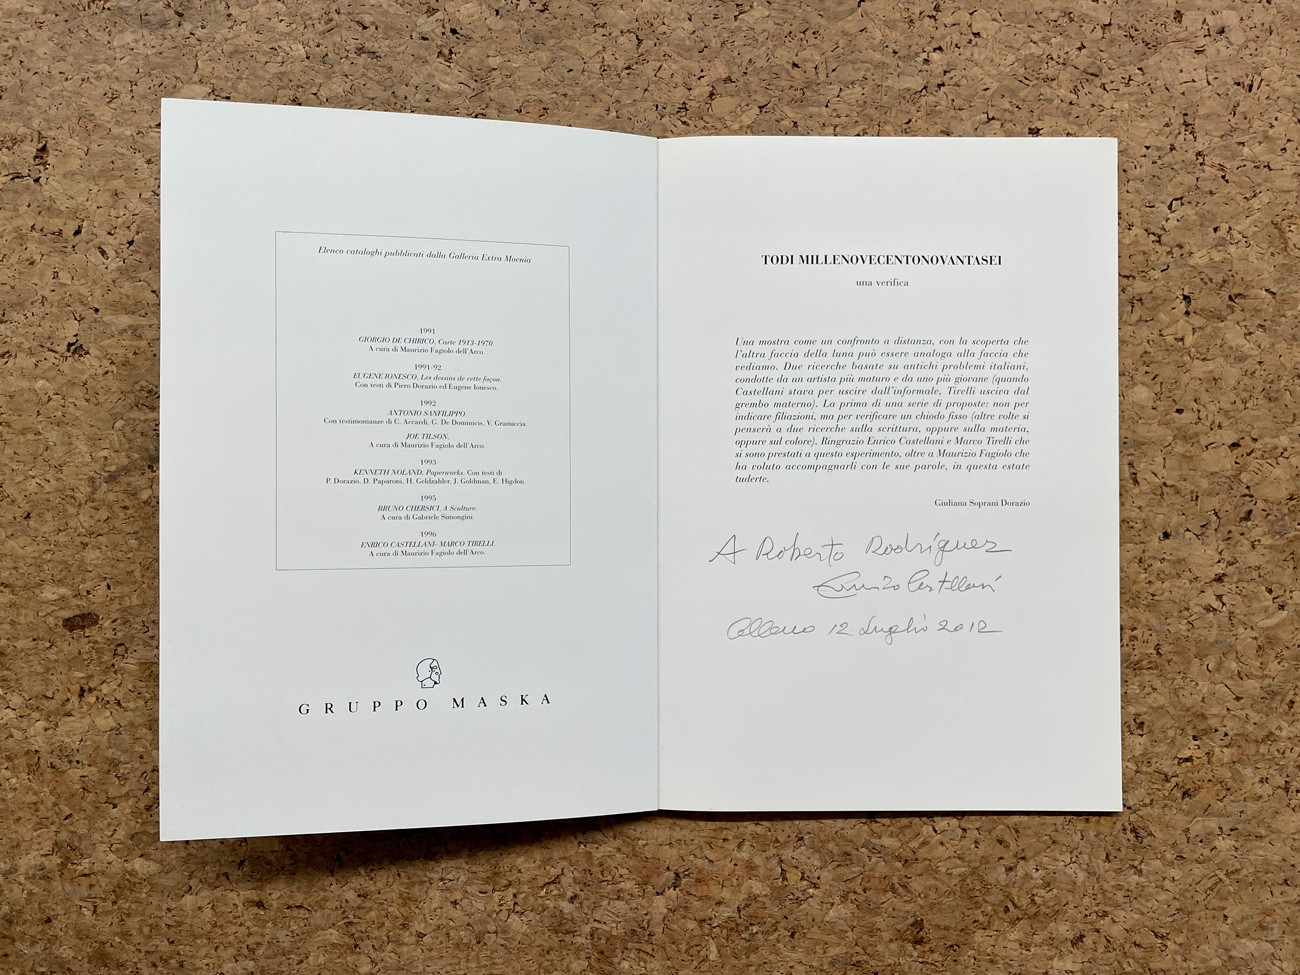 Elenco cataloghi pubblicati dalla Galleria Extra Moenia
1991
GIORGIO DE CHIRICO, Carte 1913-1970
A cura di Maurizio Fagiolo dell'Arco.
1991-92
EUGENE IONESCO, Les dessins de cette façon.
Con testi di Piero Dorazio ed Eugene Ionesco.
1992
ANTONIO SANFILIPPO.
Con testimonianze di C. Accardi, G. De Dominicis, V. Gramiccia.
JOE TILSON.
A cura di Maurizio Fagiolo dell'Arco.
1993
KENNETH NOLAND, Paperworks. Con testi di
P. Dorazio, D. Paparoni, H. Geldzahler, J. Goldman, E. Higdon.
1995
BRUNO CHERSICI, A Sculture.
A cura di Gabriele Simongini.
1996
ENRICO CASTELLANI- MARCO TIRELLI.
A cura di Maurizio Fagiolo dell'Arco.
GRUPPO MASKA
TODI MILLENOVECENTONOVANTASEI
una verifica
Una mostra come un confronto a distanza, con la scoperta che
l'altra faccia della luna può essere analoga alla faccia che
vediamo. Due ricerche basate su antichi problemi italiani,
condotte da un artista più maturo e da uno più giovane (quando
Castellani stava per uscire dall'informale, Tirelli usciva dal
grembo materno). La prima di una serie di proposte: non per
indicare filiazioni, ma per verificare un chiodo fisso (altre volte si
penserà a due ricerche sulla scrittura, oppure sulla materia,
oppure sul colore). Ringrazio Enrico Castellani e Marco Tirelli che
si sono prestati a questo esperimento, oltre a Maurizio Fagiolo che
ha voluto accompagnarli con le sue parole, in questa estate
tuderte.
Giuliana Soprani Dorazio
A Roberto Rodríguez
Enrico Castellani
Celleno 12 Luglio 2012